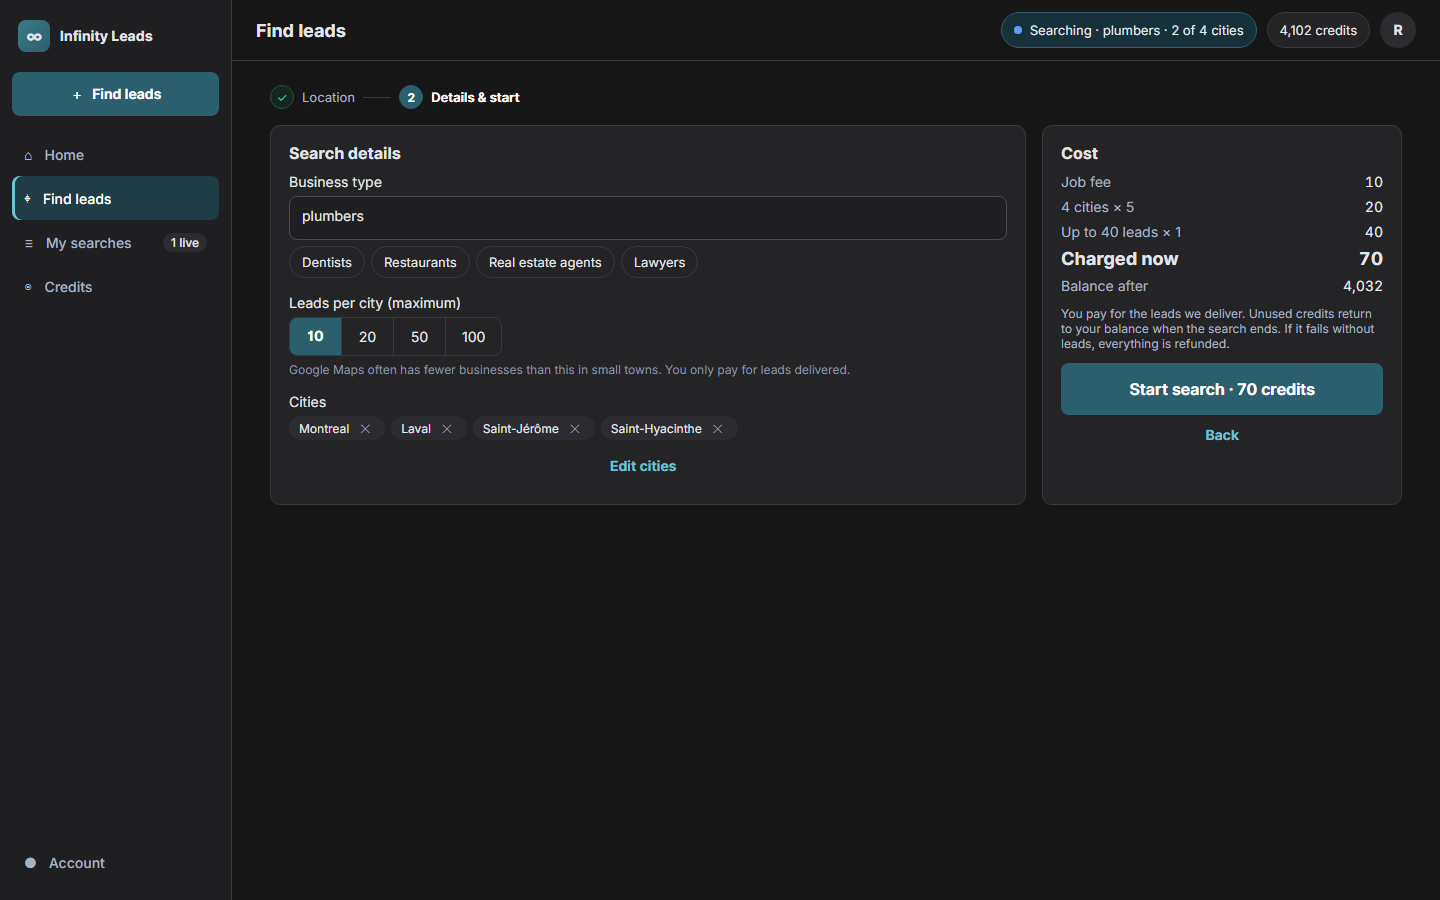 Infinity Leads
+ Find leads
Home
Find leads
My searches
1 live
Credits
Account
Find leads
Searching · plumbers · 2 of 4 cities
4,102 credits
R
Location
2 Details & start
Search details
Business type
plumbers
Dentists
Restaurants
Real estate agents
Lawyers
Leads per city (maximum)
10
20
50
100
Google Maps often has fewer businesses than this in small towns. You only pay for leads delivered.
Cities
Montreal
Laval
Saint-Jérôme
Saint-Hyacinthe
Edit cities
Cost
Job fee 10
4 cities × 5 20
Up to 40 leads × 1 40
Charged now 70
Balance after 4,032
You pay for the leads we deliver. Unused credits return
to your balance when the search ends. If it fails without
leads, everything is refunded.
Start search · 70 credits
Back